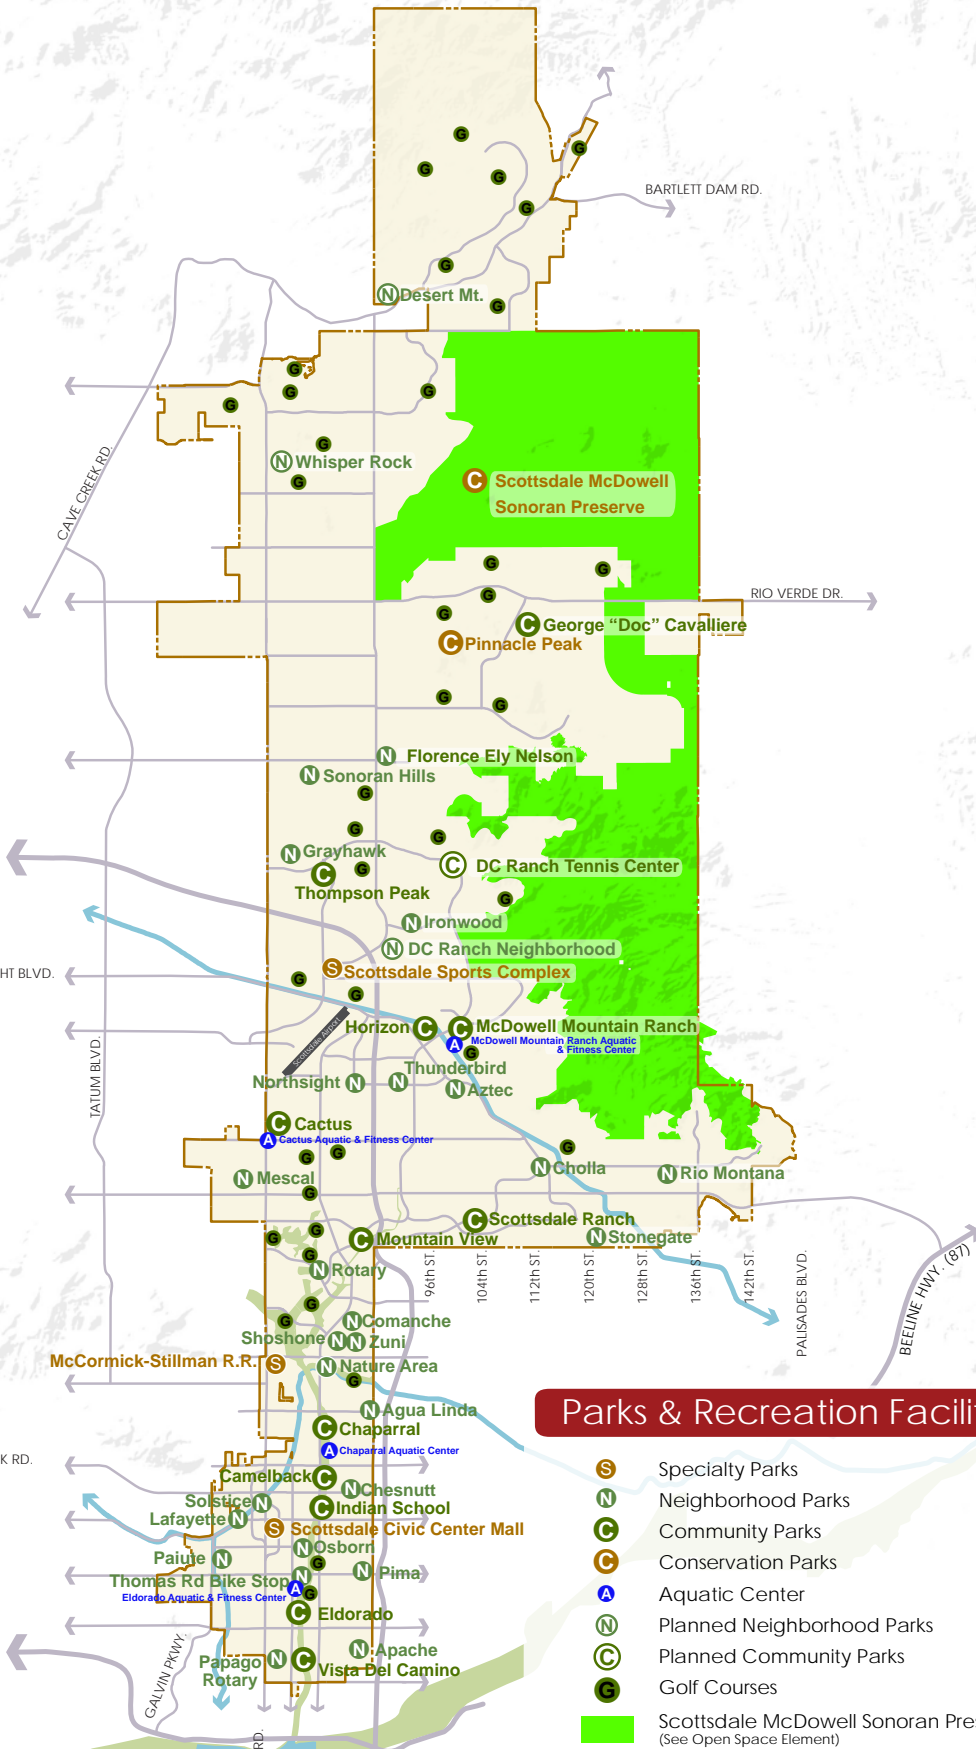 BARTLETT DAM RD.
G
G
G
G
G
G
G
N Desert Mt.
G
G
G
G
G
CAVE CREEK RD.
N Whisper Rock
G
C Scottsdale McDowell
Sonoran Preserve
G
G
G
RIO VERDE DR.
G
C George “Doc” Cavalliere
C Pinnacle Peak
G
G
N Florence Ely Nelson
N Sonoran Hills
G
G
G
N Grayhawk
C DC Ranch Tennis Center
G
C
Thompson Peak
G
N Ironwood
N DC Ranch Neighborhood
HT BLVD.
S Scottsdale Sports Complex
G
G
Scottsdale Airport
Horizon C
C McDowell Mountain Ranch
A McDowell Mountain Ranch Aquatic
& Fitness Center
G
TATUM BLVD.
Thunderbird
Northsight N
N
N Aztec
C Cactus
A Cactus Aquatic & Fitness Center
G
G
G
N Mescal
N Cholla
N Rio Montana
G
C Scottsdale Ranch
G
G
C Mountain View
N Stonegate
G
N Rotary
96th ST.
104th ST.
112th ST.
120th ST.
128th ST.
136th ST.
142th ST.
PALISADES BLVD.
BEELINE HWY. (87)
G
G
N Comanche
Shoshone N
N Zuni
McCormick-Stillman R.R. S
N Nature Area
G
N Agua Linda
C Chaparral
A Chaparral Aquatic Center
K RD.
Camelback C
N Chesnutt
Solstice N
C Indian School
Lafayette N
S Scottsdale Civic Center Mall
N Osborn
Paiute N
G
N Pima
Thomas Rd Bike Stop N
Eldorado Aquatic & Fitness Center A
G
C Eldorado
GALVIN PKWY.
N Apache
Papago
Rotary
N
C Vista Del Camino
RD.
Parks & Recreation Facilit
S Specialty Parks
N Neighborhood Parks
C Community Parks
C Conservation Parks
A Aquatic Center
N Planned Neighborhood Parks
C Planned Community Parks
G Golf Courses
Scottsdale McDowell Sonoran Pres
(See Open Space Element)